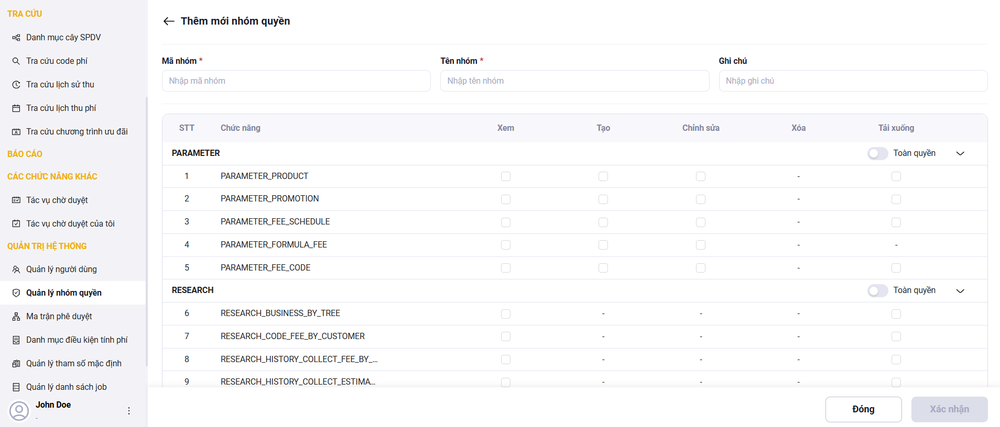 TRA CỨU
Danh mục cây SPDV
Tra cứu code phí
Tra cứu lịch sử thu
Tra cứu lịch thu phí
Tra cứu chương trình ưu đãi
BÁO CÁO
CÁC CHỨC NĂNG KHÁC
Tác vụ chờ duyệt
Tác vụ chờ duyệt của tôi
QUẢN TRỊ HỆ THỐNG
Quản lý người dùng
Quản lý nhóm quyền
Ma trận phê duyệt
Danh mục điều kiện tính phí
Quản lý tham số mặc định
Quản lý danh sách job
John Doe
-
Thêm mới nhóm quyền
Mã nhóm * Tên nhóm * Ghi chú
Nhập mã nhóm Nhập tên nhóm Nhập ghi chú
STT Chức năng Xem Tạo Chỉnh sửa Xóa Tải xuống
PARAMETER Toàn quyền
1 PARAMETER_PRODUCT -
2 PARAMETER_PROMOTION -
3 PARAMETER_FEE_SCHEDULE -
4 PARAMETER_FORMULA_FEE - -
5 PARAMETER_FEE_CODE -
RESEARCH Toàn quyền
6 RESEARCH_BUSINESS_BY_TREE - - -
7 RESEARCH_CODE_FEE_BY_CUSTOMER - - -
8 RESEARCH_HISTORY_COLLECT_FEE_BY_... - - -
9 RESEARCH_HISTORY_COLLECT_ESTIMA... - - -
Đóng Xác nhận